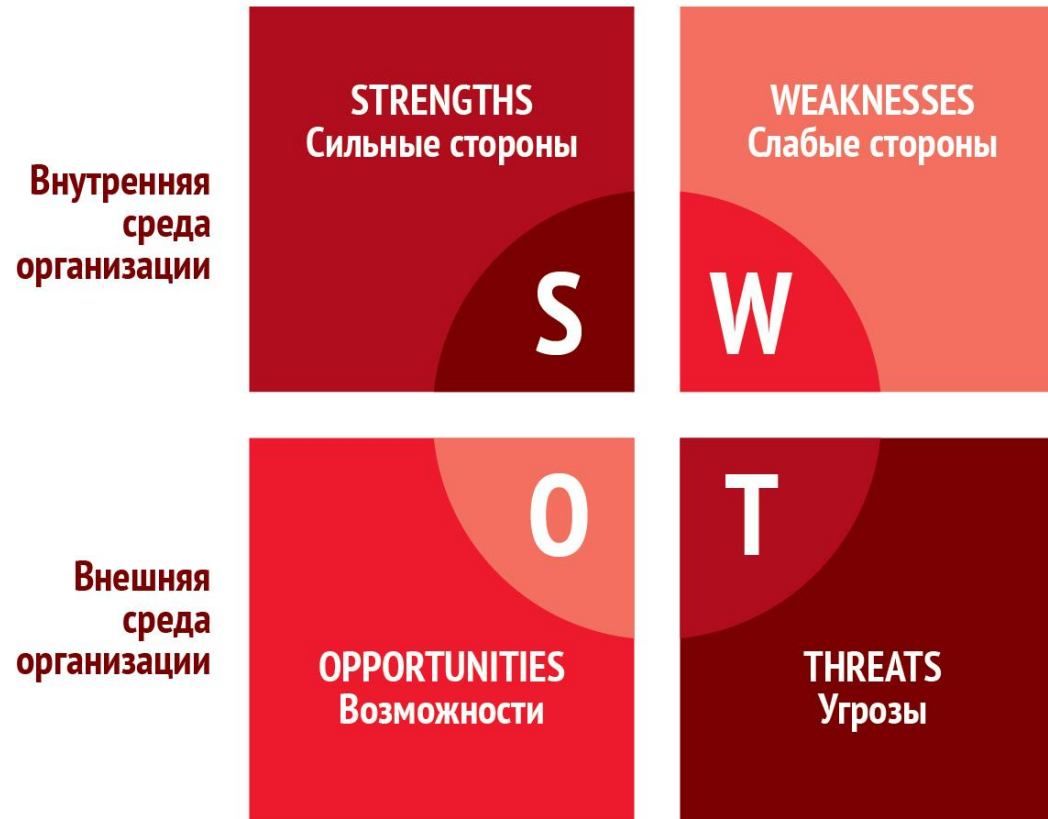 Внутренняя
среда
организации
STRENGTHS
Сильные стороны
S
WEAKNESSES
Слабые стороны
W
Внешняя
среда
организации
O
OPPORTUNITIES
Возможности
T
THREATS
Угрозы